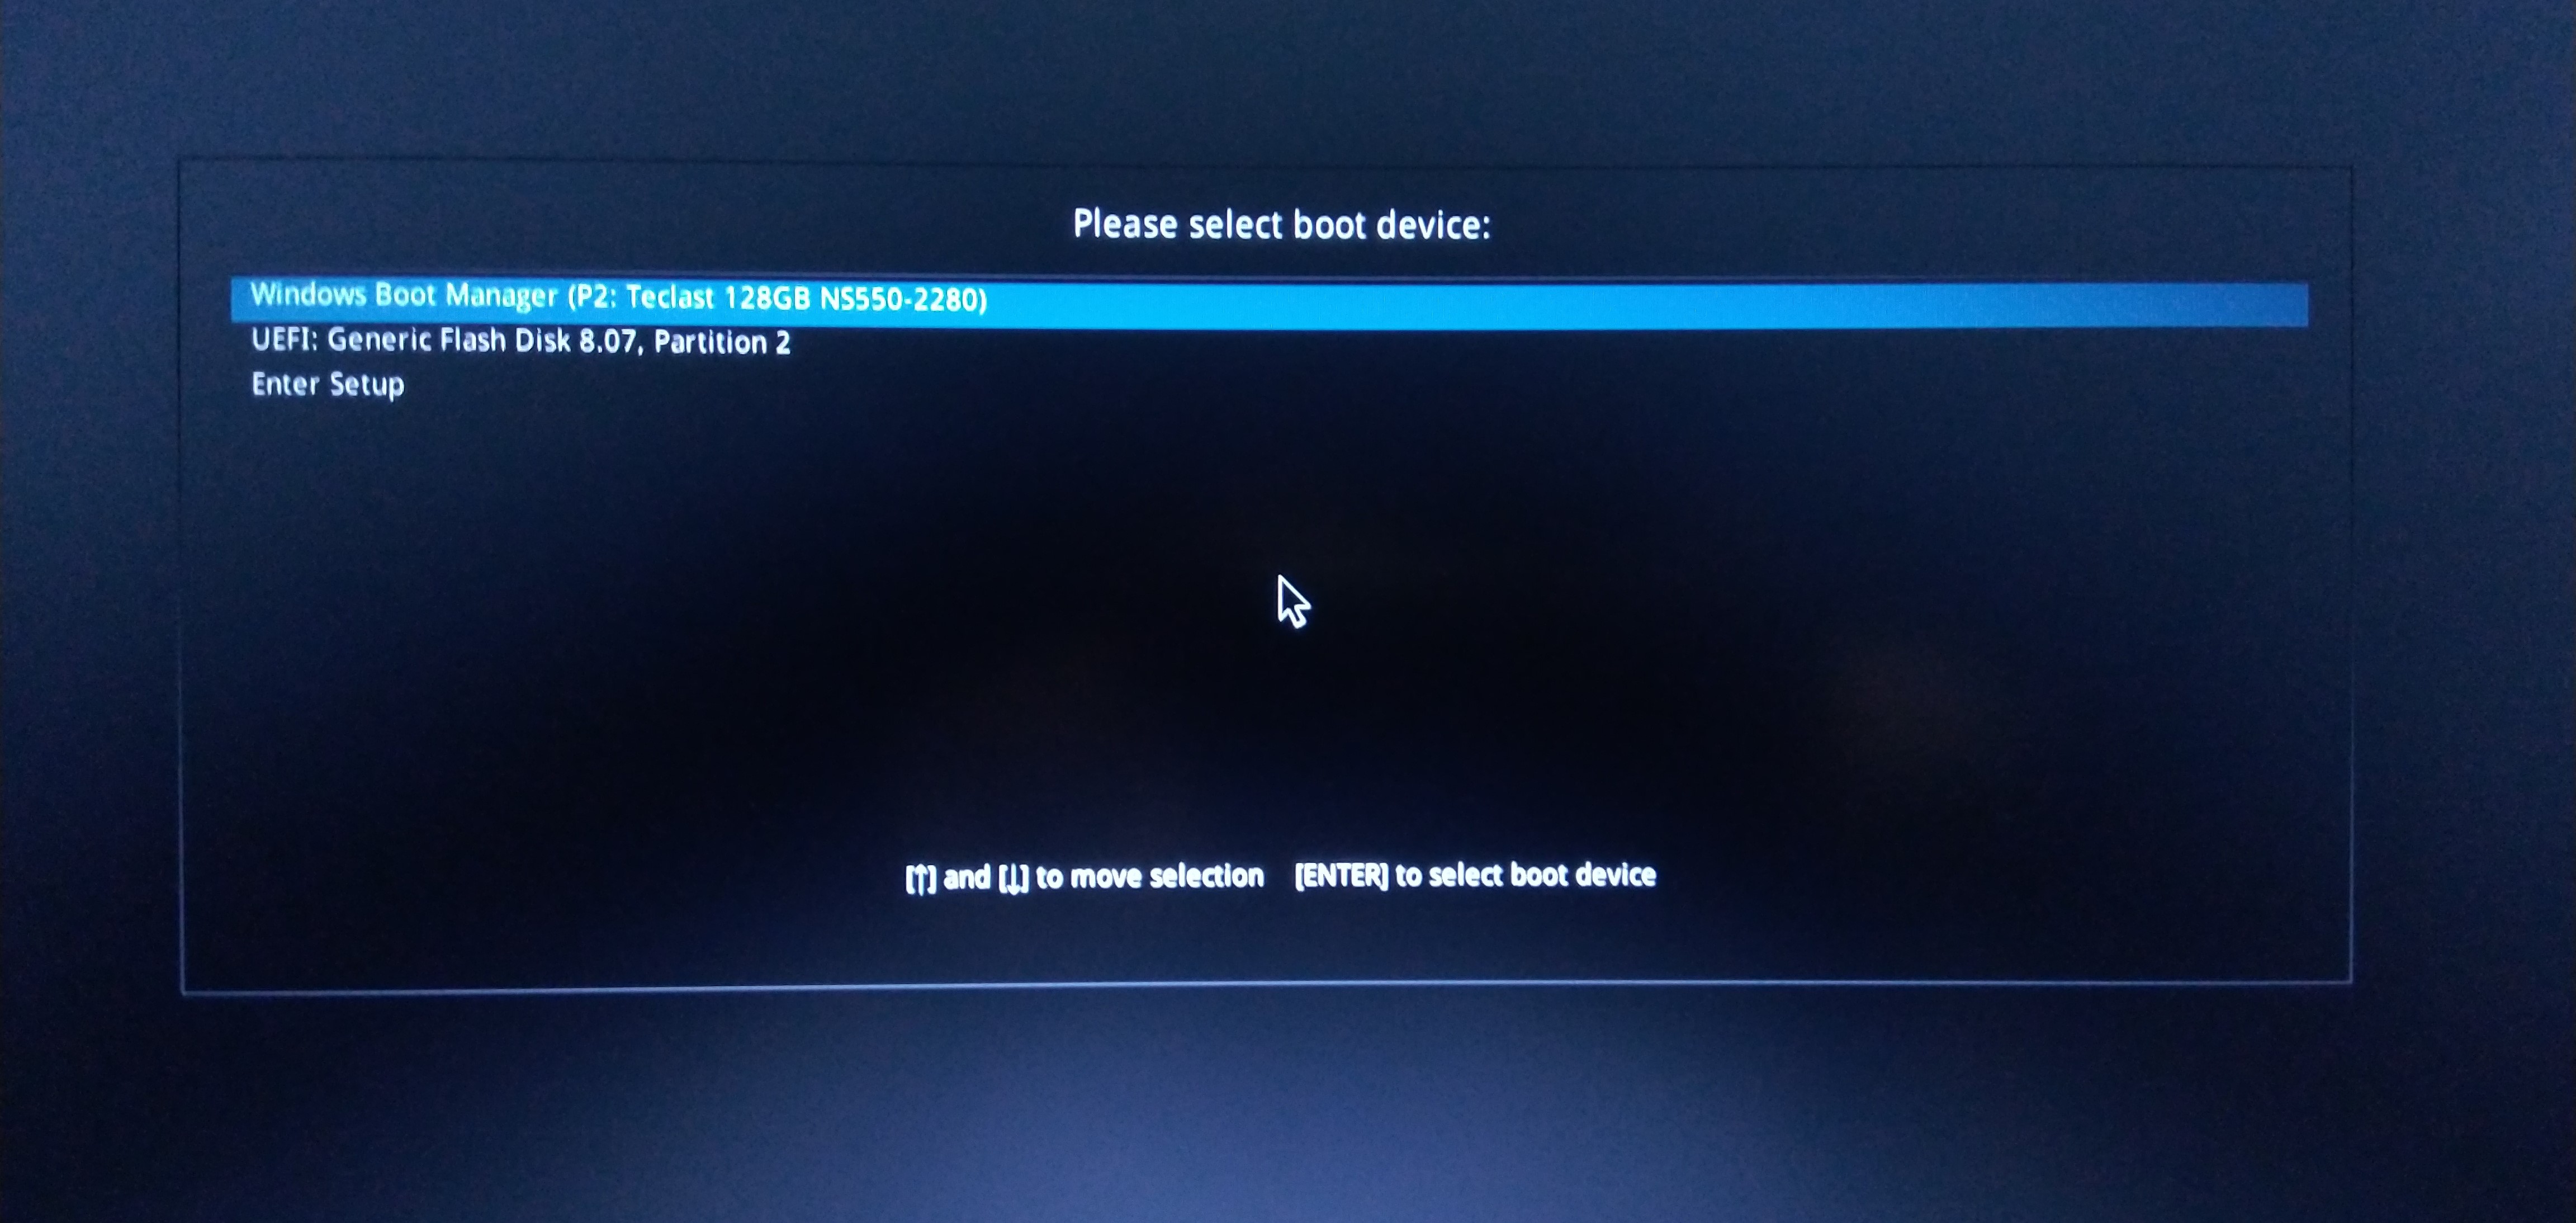 Please select boot device:
Windows Boot Manager (P2: Teclast 128GB NS550-2280)
UEFI: Generic Flash Disk 8.07, Partition 2
Enter Setup
[↑] and [↓] to move selection [ENTER] to select boot device